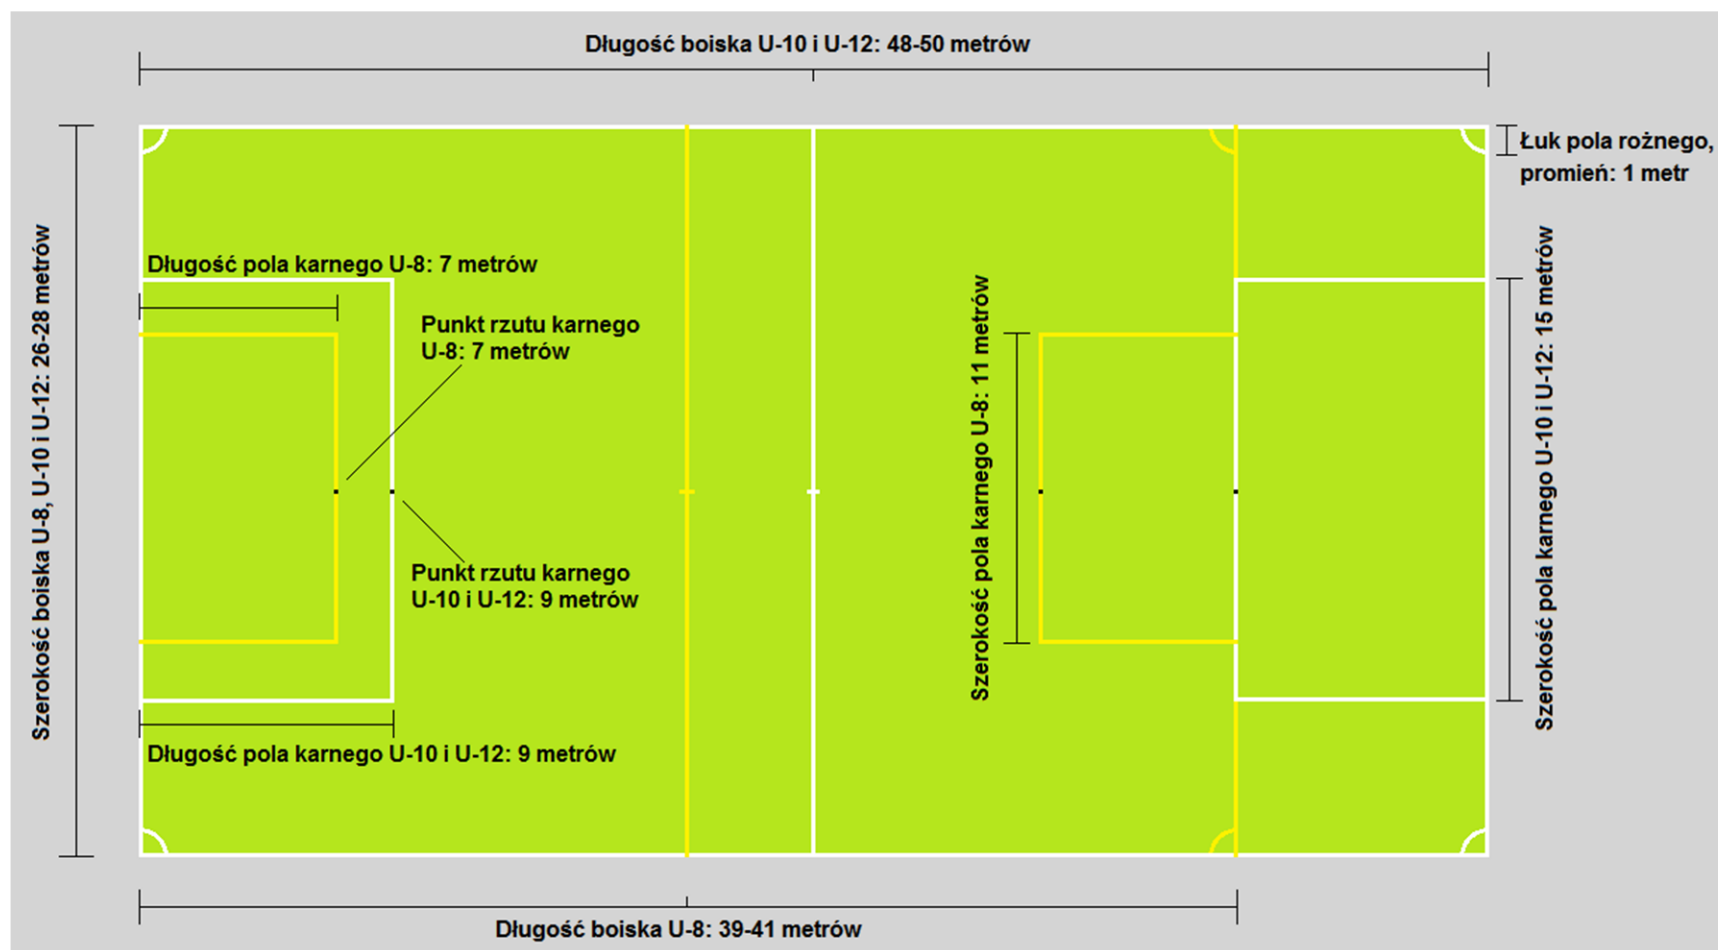 Długość boiska U-10 i U-12: 48-50 metrów
Łuk pola rożnego,
promień: 1 metr
Szerokość boiska U-8, U-10 i U-12: 26-28 metrów
Długość pola karnego U-8: 7 metrów
Punkt rzutu karnego
U-8: 7 metrów
Szerokość pola karnego U-8: 11 metrów
Szerokość pola karnego U-10 i U-12: 15 metrów
Punkt rzutu karnego
U-10 i U-12: 9 metrów
Długość pola karnego U-10 i U-12: 9 metrów
Długość boiska U-8: 39-41 metrów